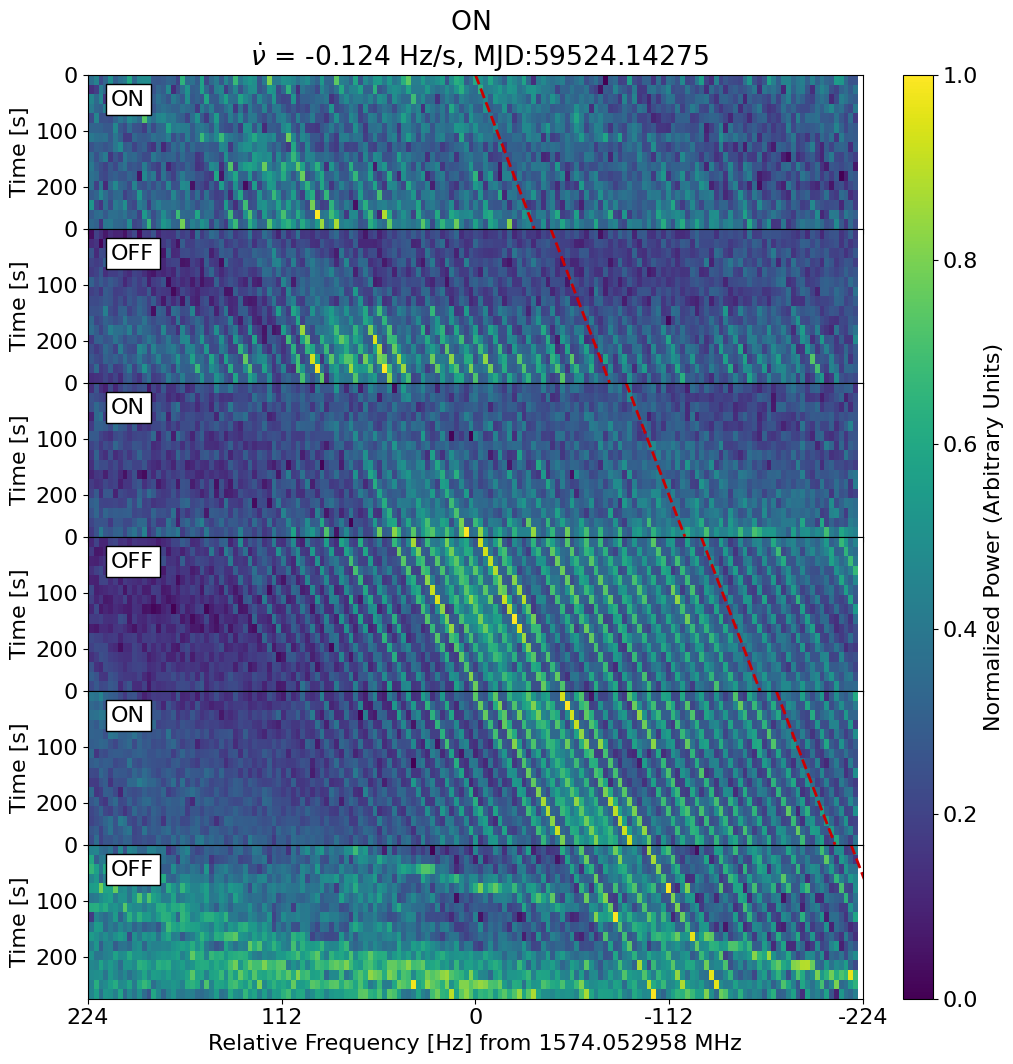 ON
ν̇ = -0.124 Hz/s, MJD:59524.14275
0
ON
100
Time [s]
200
0
OFF
100
Time [s]
200
0
ON
100
Time [s]
200
0
OFF
100
Time [s]
200
0
ON
100
Time [s]
200
0
OFF
100
Time [s]
200
224 112 0 -112 -224
Relative Frequency [Hz] from 1574.052958 MHz
1.0
0.8
0.6
0.4
0.2
0.0
Normalized Power (Arbitrary Units)